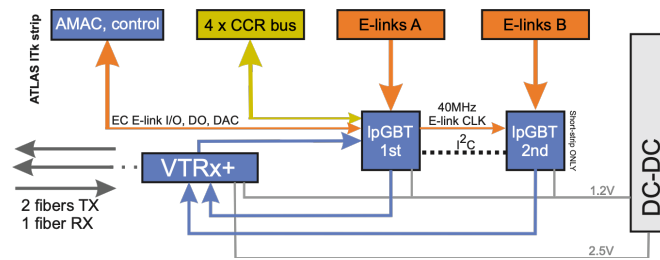 ATLAS ITk strip
AMAC, control
4 x CCR bus
E-links A
E-links B
EC E-link I/O, DO, DAC
lpGBT
1st
40MHz
E-link CLK
I²C
lpGBT
2nd
Short-strip ONLY
DC-DC
VTRx+
2 fibers TX
1 fiber RX
1.2V
2.5V